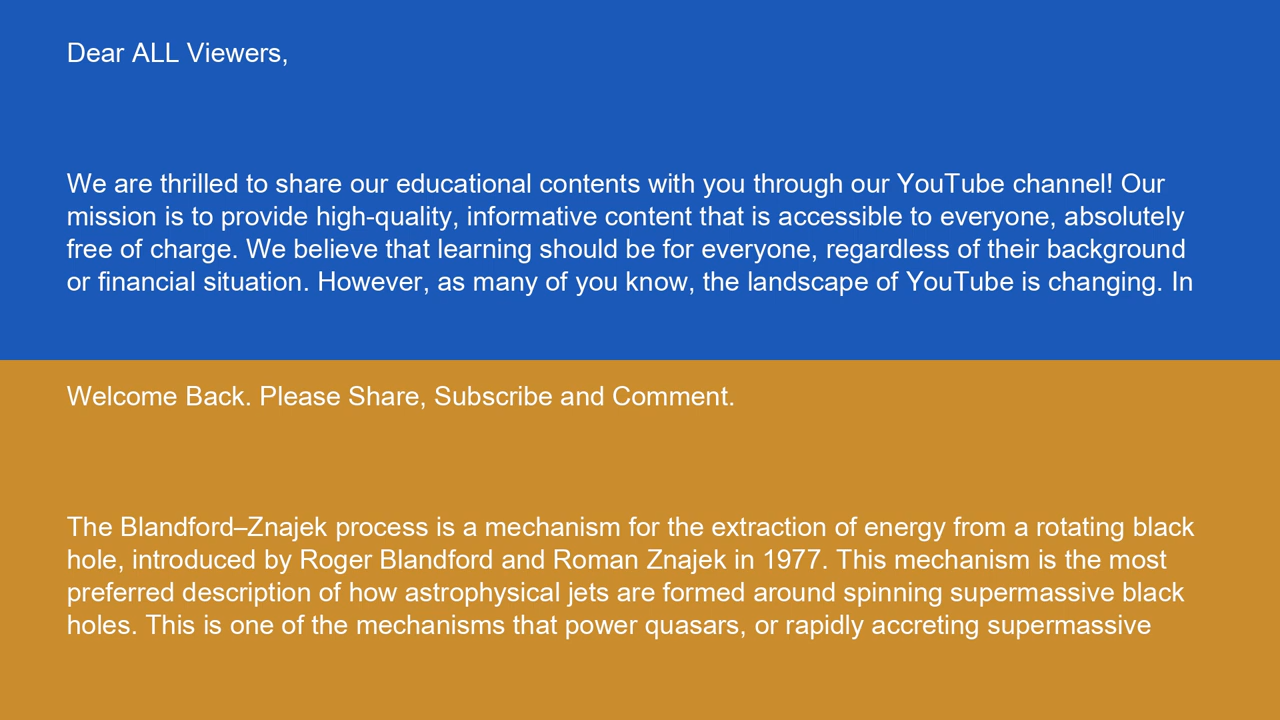 Dear ALL Viewers,
We are thrilled to share our educational contents with you through our YouTube channel! Our
mission is to provide high-quality, informative content that is accessible to everyone, absolutely
free of charge. We believe that learning should be for everyone, regardless of their background
or financial situation. However, as many of you know, the landscape of YouTube is changing. In
Welcome Back. Please Share, Subscribe and Comment.
The Blandford–Znajek process is a mechanism for the extraction of energy from a rotating black
hole, introduced by Roger Blandford and Roman Znajek in 1977. This mechanism is the most
preferred description of how astrophysical jets are formed around spinning supermassive black
holes. This is one of the mechanisms that power quasars, or rapidly accreting supermassive